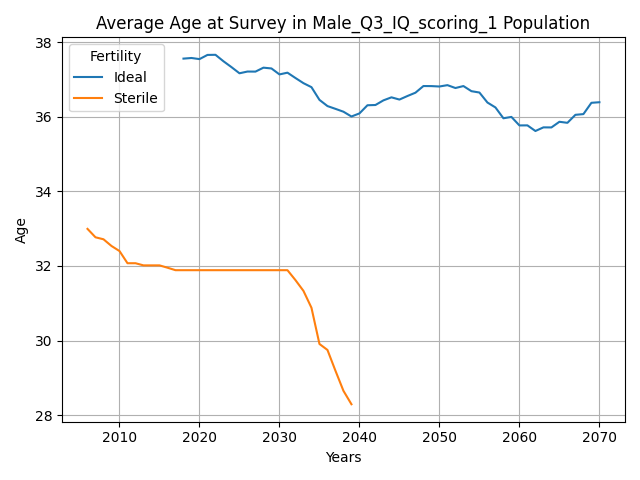 Average Age at Survey in Male_Q3_IQ_scoring_1 Population
Fertility
Ideal
Sterile
38
36
34
32
30
28
Age
2010 2020 2030 2040 2050 2060 2070
Years